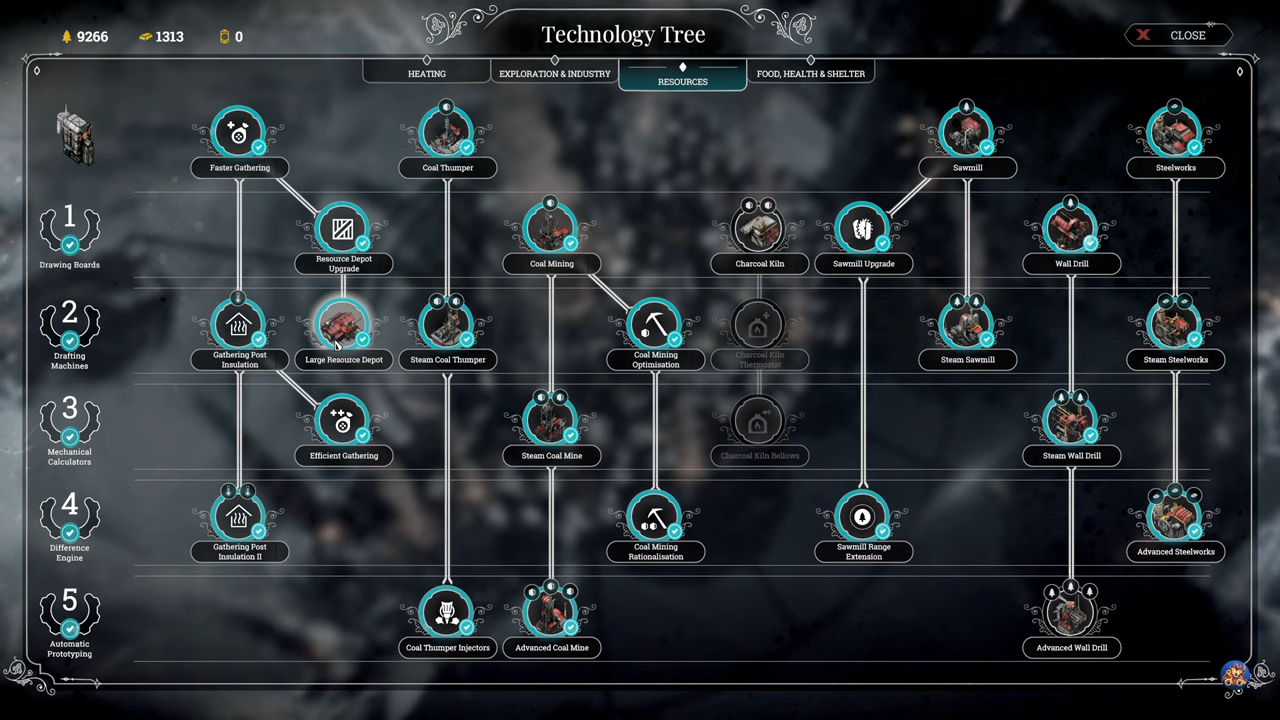 9266
1313
0
Technology Tree
CLOSE
HEATING
EXPLORATION & INDUSTRY
RESOURCES
FOOD, HEALTH & SHELTER
Faster Gathering
Coal Thumper
Sawmill
Steelworks
1
Drawing Boards
Resource Depot
Upgrade
Coal Mining
Charcoal Kiln
Sawmill Upgrade
Wall Drill
2
Drafting
Machines
Gathering Post
Insulation
Large Resource Depot
Steam Coal Thumper
Coal Mining
Optimisation
Charcoal Kiln
Thermostat
Steam Sawmill
Steam Steelworks
3
Mechanical
Calculators
Efficient Gathering
Steam Coal Mine
Charcoal Kiln Bellows
Steam Wall Drill
4
Difference
Engine
Gathering Post
Insulation II
Coal Mining
Rationalisation
Sawmill Range
Extension
Advanced Steelworks
5
Automatic
Prototyping
Coal Thumper Injectors
Advanced Coal Mine
Advanced Wall Drill